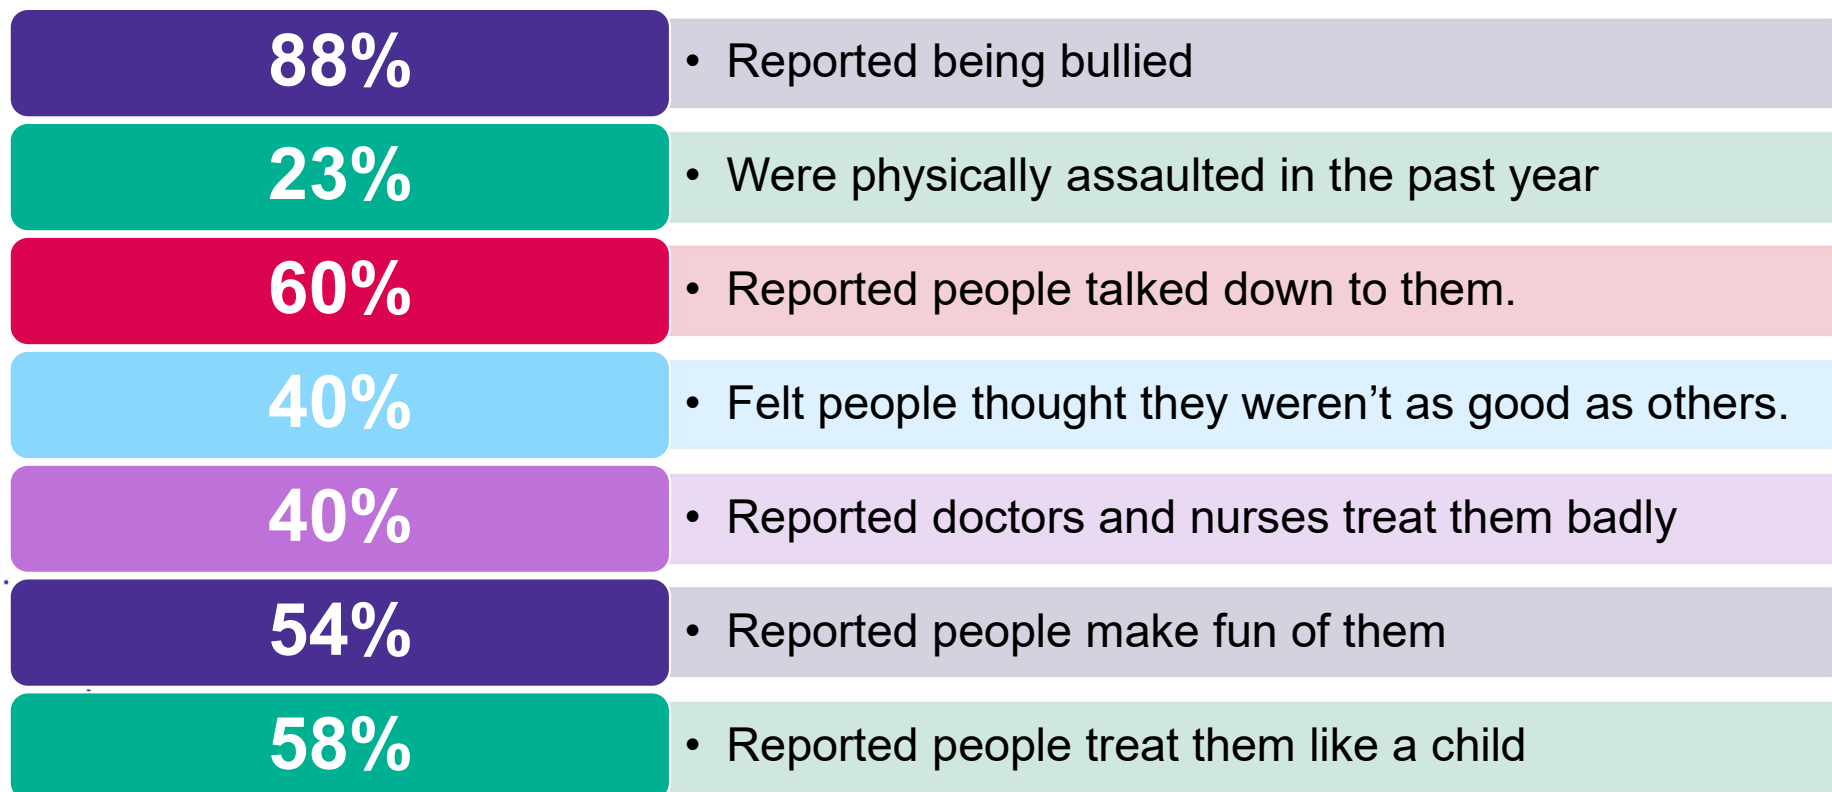 88%
• Reported being bullied
23%
• Were physically assaulted in the past year
60%
• Reported people talked down to them.
40%
• Felt people thought they weren’t as good as others.
40%
• Reported doctors and nurses treat them badly
54%
• Reported people make fun of them
58%
• Reported people treat them like a child